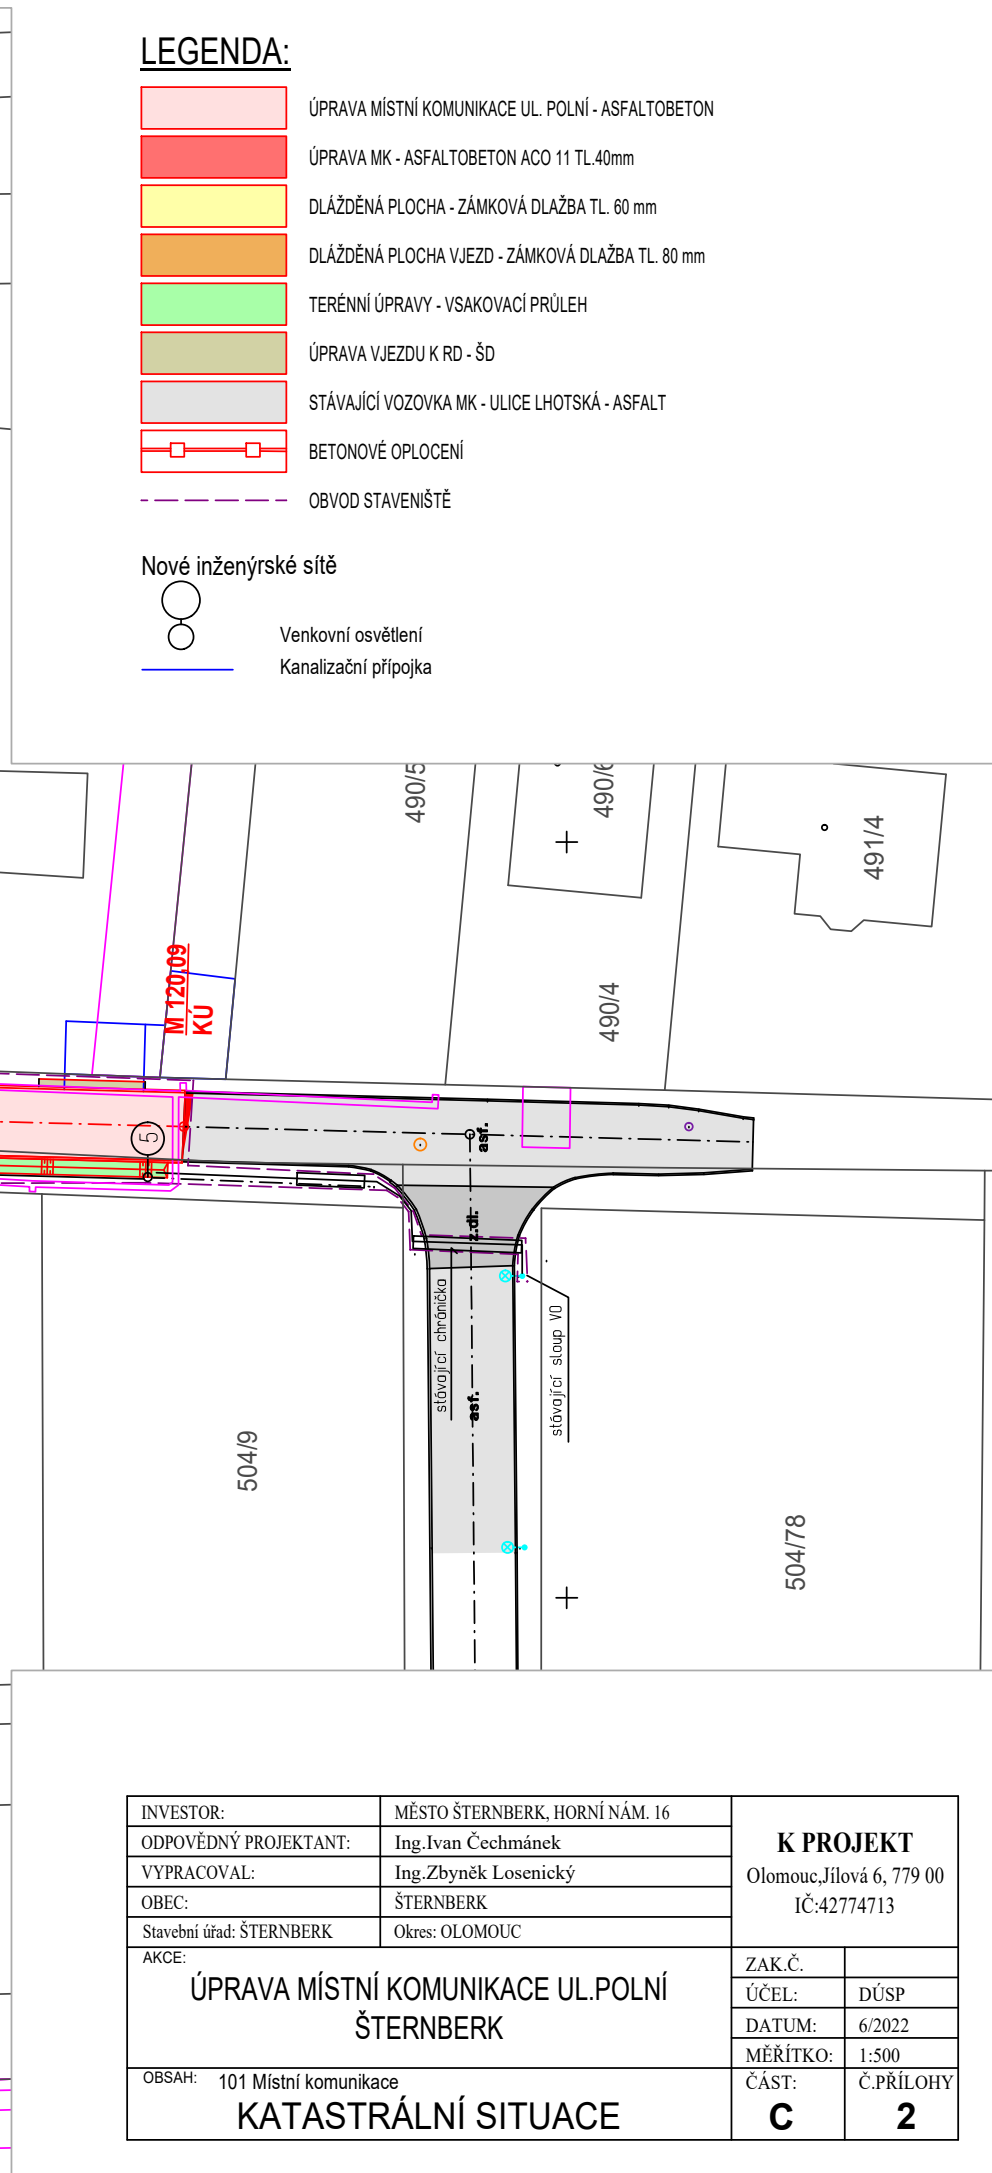 LEGENDA:
ÚPRAVA MÍSTNÍ KOMUNIKACE UL. POLNÍ - ASFALTOBETON
ÚPRAVA MK - ASFALTOBETON ACO 11 TL.40mm
DLÁŽDĚNÁ PLOCHA - ZÁMKOVÁ DLAŽBA TL. 60 mm
DLÁŽDĚNÁ PLOCHA VJEZD - ZÁMKOVÁ DLAŽBA TL. 80 mm
TERÉNNÍ ÚPRAVY - VSAKOVACÍ PRŮLEH
ÚPRAVA VJEZDU K RD - ŠD
STÁVAJÍCÍ VOZOVKA MK - ULICE LHOTSKÁ - ASFALT
BETONOVÉ OPLOCENÍ
OBVOD STAVENIŠTĚ
Nové inženýrské sítě
Venkovní osvětlení
Kanalizační přípojka
490/5
490/6
491/4
M 120,09
KÚ
490/4
5
asf.
z.dl.
stávající chránička
stávající sloup VO
asf.
504/9
504/78
INVESTOR: MĚSTO ŠTERNBERK, HORNÍ NÁM. 16
ODPOVĚDNÝ PROJEKTANT: Ing.Ivan Čechmánek
VYPRACOVAL: Ing.Zbyněk Losenický
OBEC: ŠTERNBERK
Stavební úřad: ŠTERNBERK Okres: OLOMOUC
K PROJEKT
Olomouc,Jílová 6, 779 00
IČ:42774713
AKCE:
ÚPRAVA MÍSTNÍ KOMUNIKACE UL.POLNÍ
ŠTERNBERK
ZAK.Č.
ÚČEL: DÚSP
DATUM: 6/2022
MĚŘÍTKO: 1:500
OBSAH: 101 Místní komunikace
KATASTRÁLNÍ SITUACE
ČÁST: Č.PŘÍLOHY
C 2